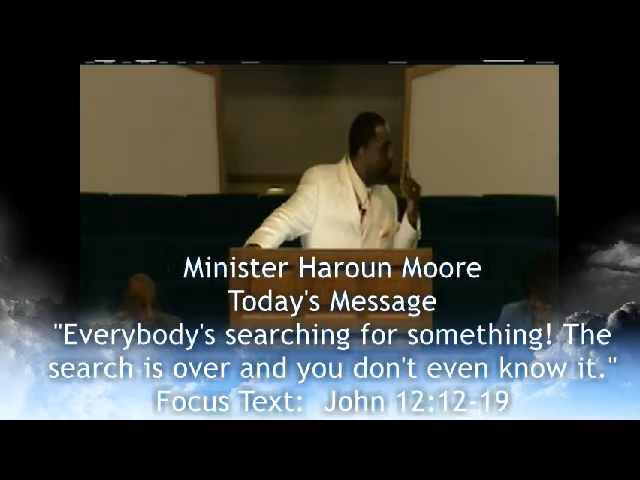 Minister Haroun Moore
Today's Message
"Everybody's searching for something! The
search is over and you don't even know it."
Focus Text: John 12:12-19